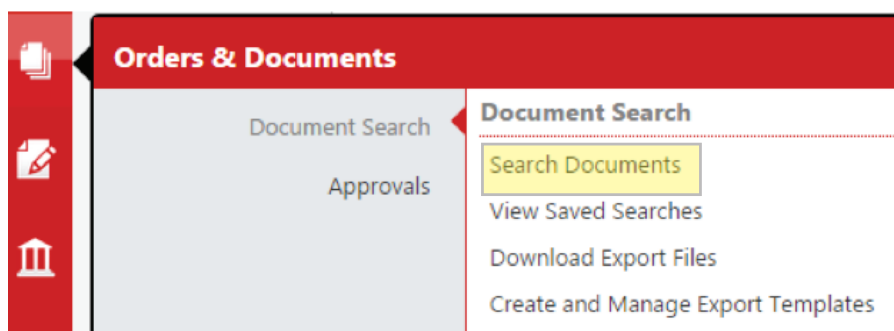 Orders & Documents
Document Search
Approvals
Document Search
Search Documents
View Saved Searches
Download Export Files
Create and Manage Export Templates